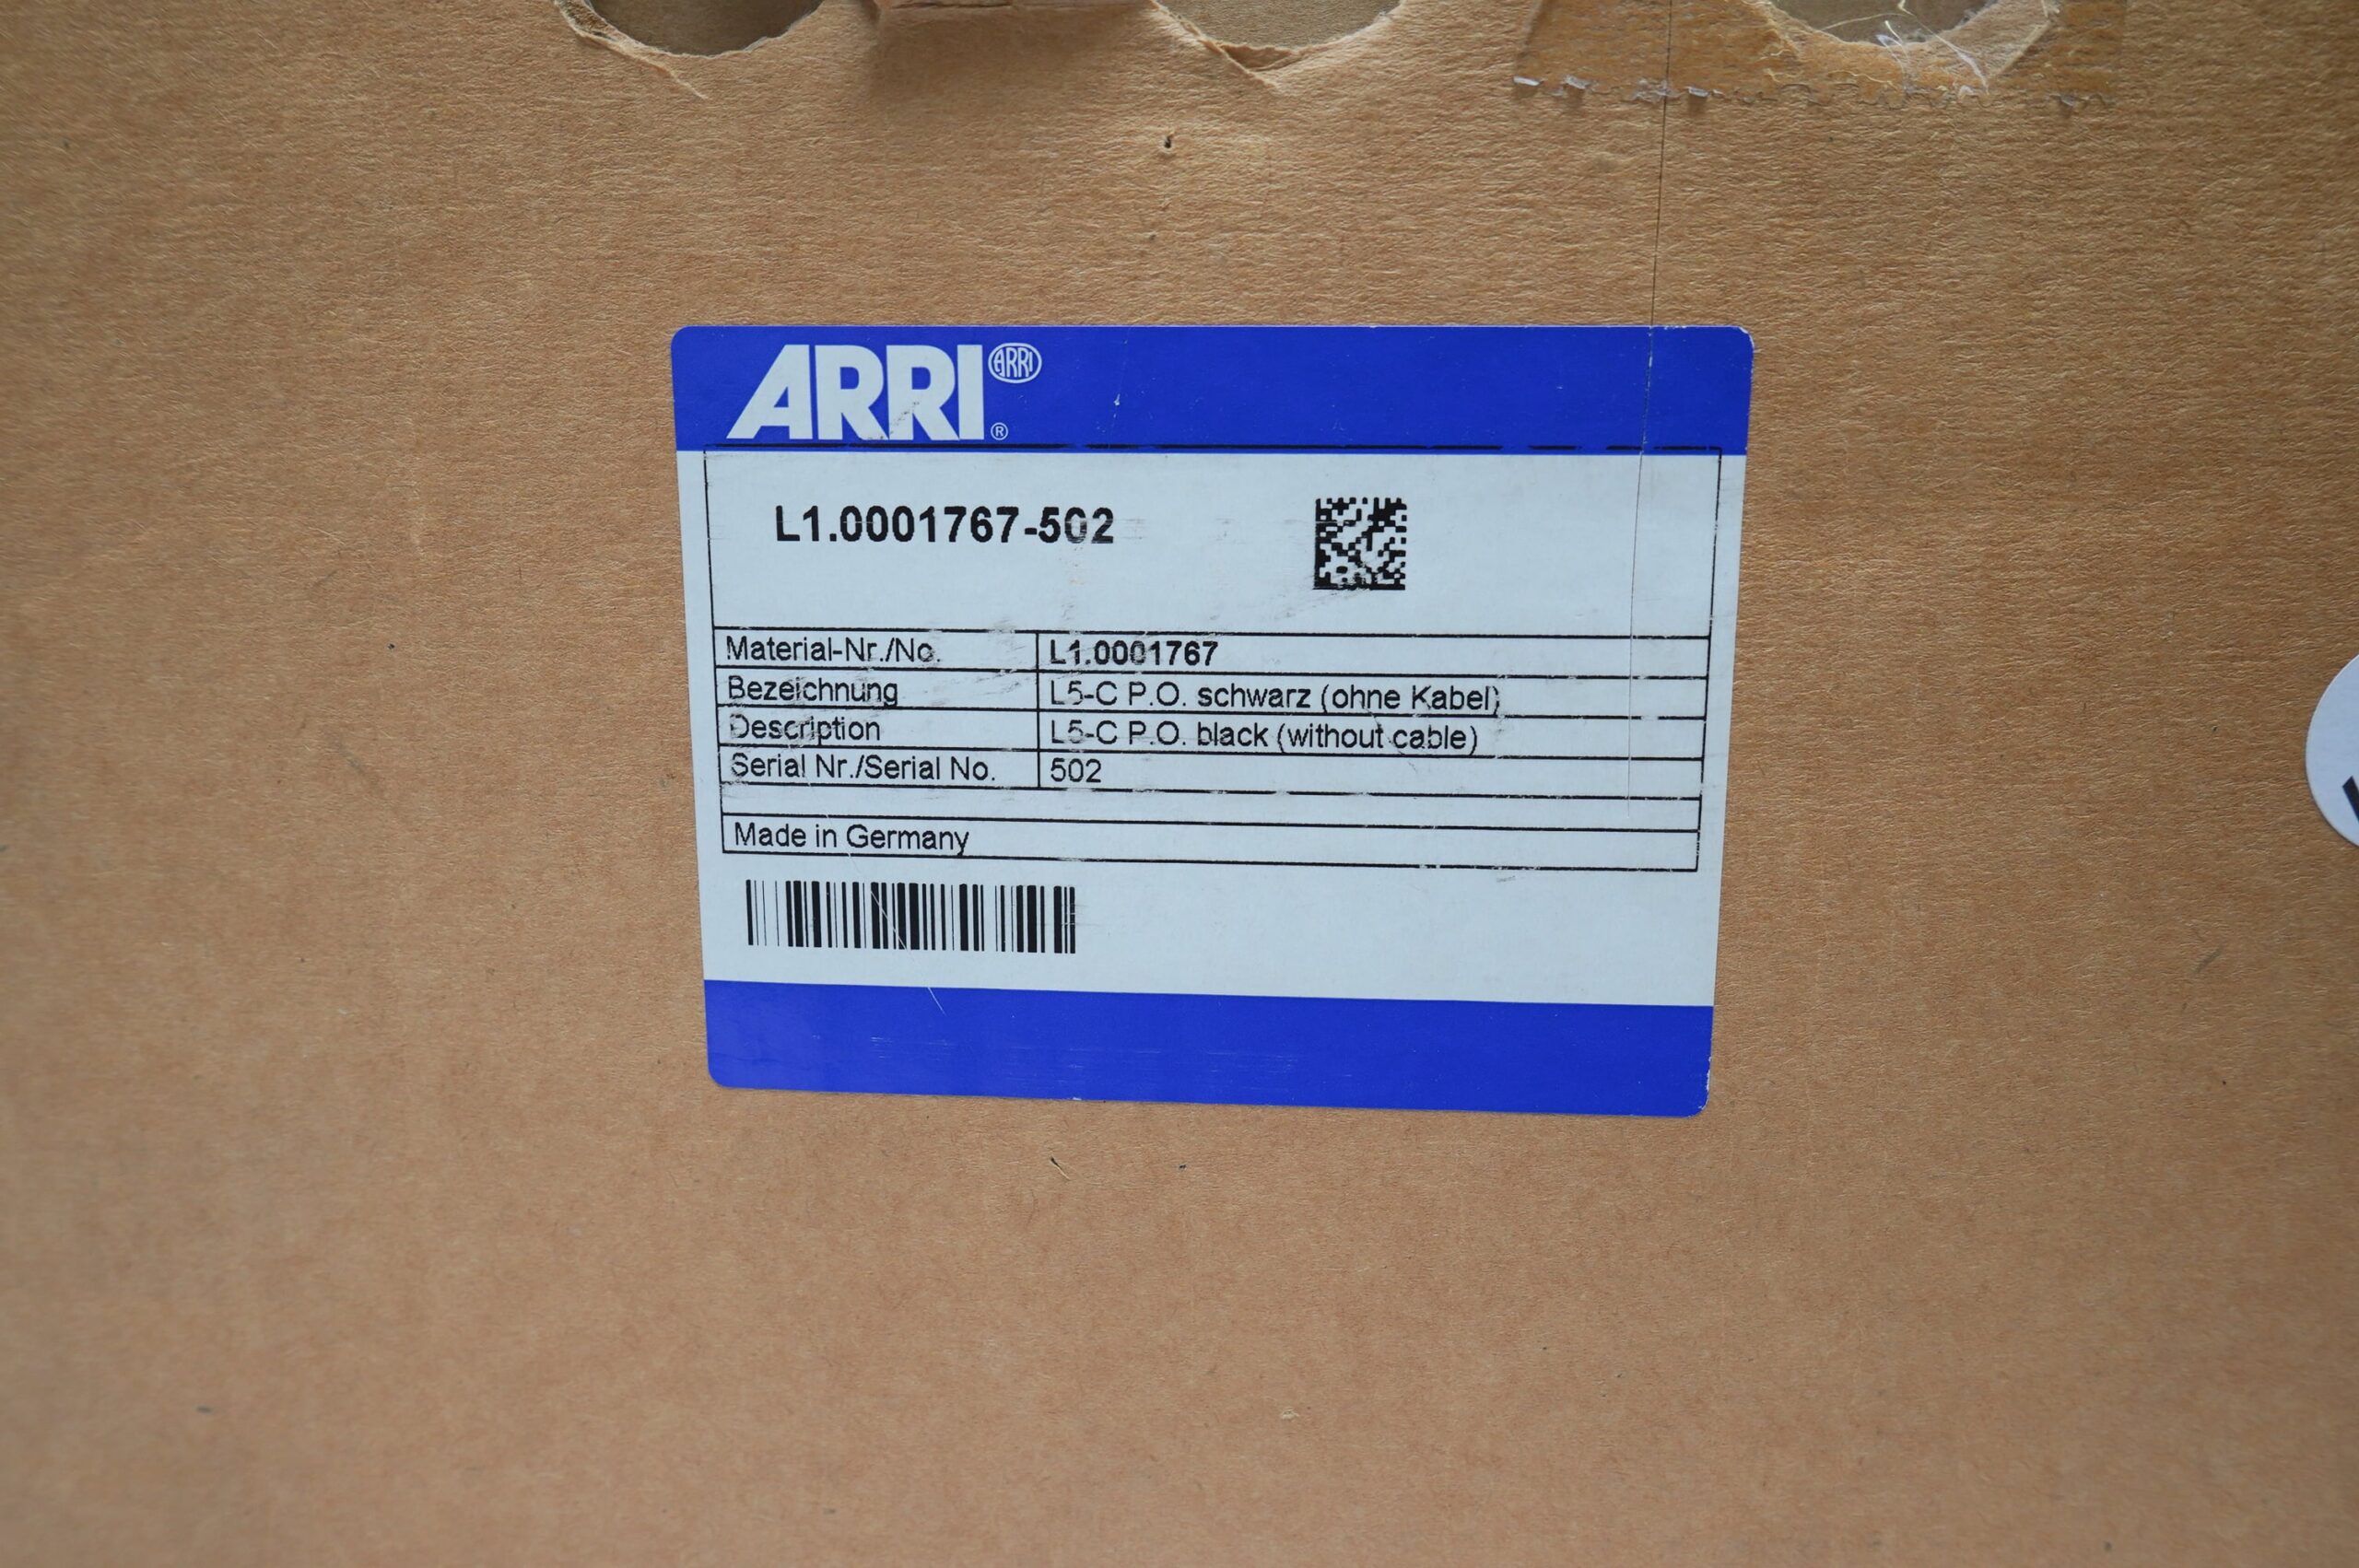 ARRI ARRI ®
L1.0001767-502
Material-Nr./No. L1.0001767
Bezeichnung L5-C P.O. schwarz (ohne Kabel)
Description L5-C P.O. black (without cable)
Serial Nr./Serial No. 502
Made in Germany